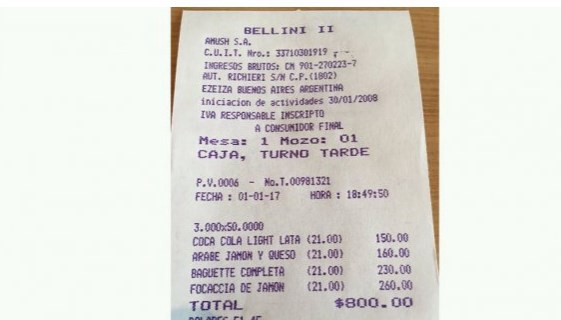 BELLINI II
AMUSH S.A.
C.U.I.T. Nro.: 33710301919
INGRESOS BRUTOS: CM 901-270223-7
AUT. RICHIERI S/N C.P.(1802)
EZEIZA BUENOS AIRES ARGENTINA
iniciacion de actividades 30/01/2008
IVA RESPONSABLE INSCRIPTO
A CONSUMIDOR FINAL
Mesa: 1 Mozo: 01
CAJA, TURNO TARDE
P.V.0006 - No.T.00981321
FECHA : 01-01-17 HORA : 18:49:50
3.000x50.0000
COCA COLA LIGHT LATA (21.00) 150.00
ARABE JAMON Y QUESO (21.00) 160.00
BAGUETTE COMPLETA (21.00) 230.00
FOCACCIA DE JAMON (21.00) 260.00
TOTAL $800.00